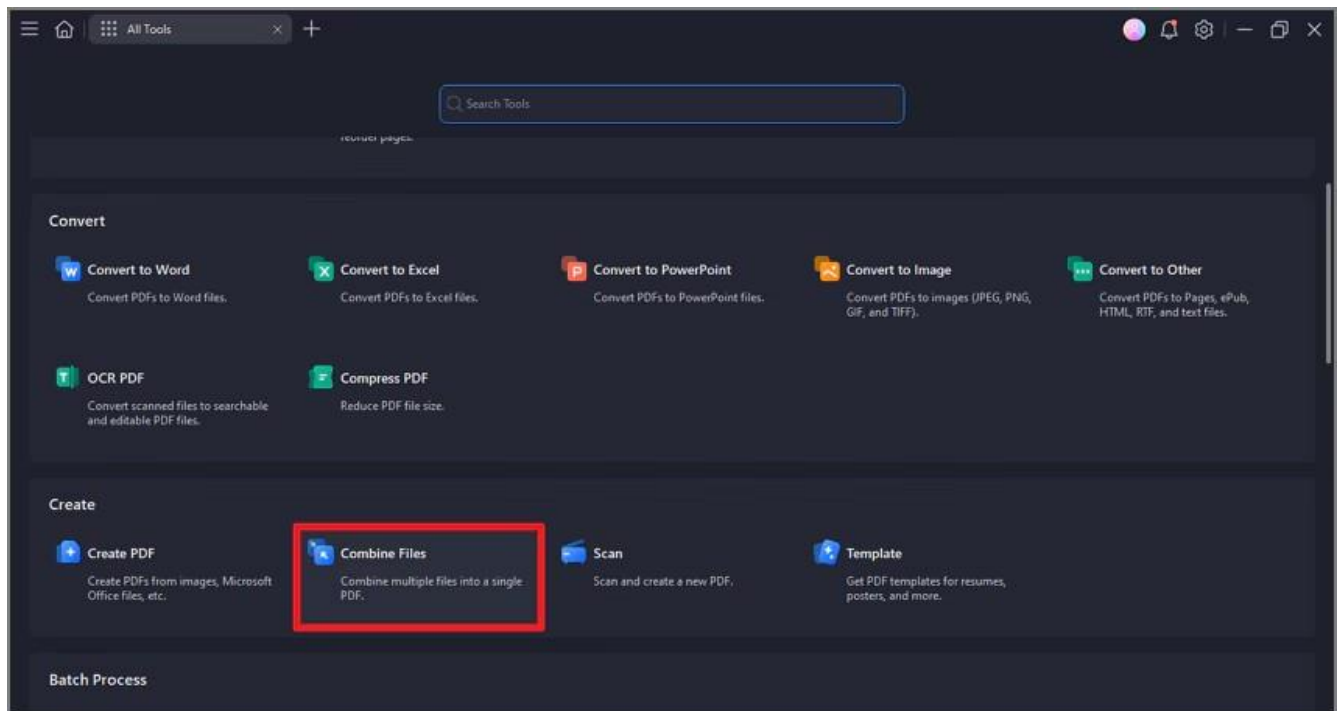 All Tools
Search Tools
reorder pages.
Convert
Convert to Word
Convert PDFs to Word files.
Convert to Excel
Convert PDFs to Excel files.
Convert to PowerPoint
Convert PDFs to PowerPoint files.
Convert to Image
Convert PDFs to images (JPEG, PNG,
GIF, and TIFF).
Convert to Other
Convert PDFs to Pages, ePub,
HTML, RTF, and text files.
OCR PDF
Convert scanned files to searchable
and editable PDF files.
Compress PDF
Reduce PDF file size.
Create
Create PDF
Create PDFs from images, Microsoft
Office files, etc.
Combine Files
Combine multiple files into a single
PDF.
Scan
Scan and create a new PDF.
Template
Get PDF templates for resumes,
posters, and more.
Batch Process